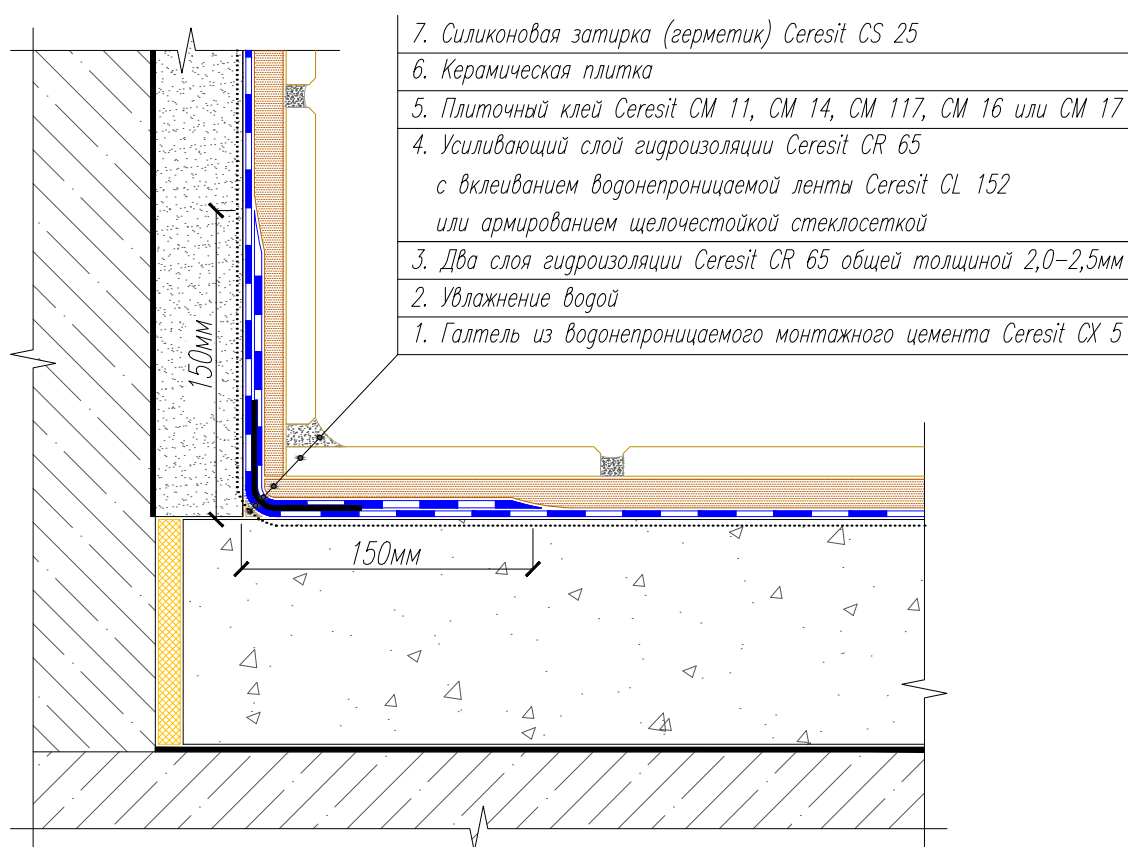 7. Силиконовая затирка (герметик) Ceresit CS 25
6. Керамическая плитка
5. Плиточный клей Ceresit CM 11, CM 14, CM 117, CM 16 или CM 17
4. Усиливающий слой гидроизоляции Ceresit CR 65
с вклеиванием водонепроницаемой ленты Ceresit CL 152
или армированием щелочестойкой стеклосеткой
3. Два слоя гидроизоляции Ceresit CR 65 общей толщиной 2,0–2,5мм
2. Увлажнение водой
1. Галтель из водонепроницаемого монтажного цемента Ceresit CX 5
150мм
150мм